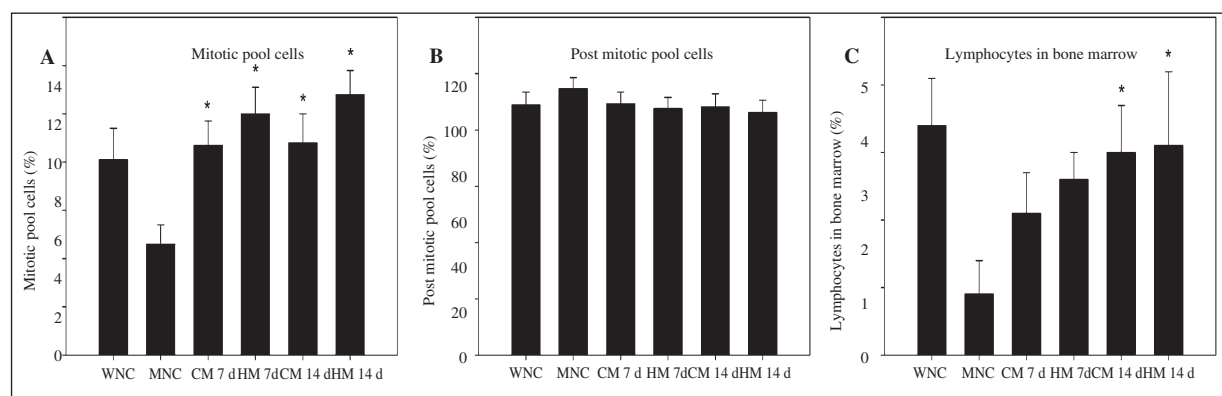 A
Mitotic pool cells
Mitotic pool cells (%)
14
12
10
8
6
4
2
0
*
*
*
*
WNC
MNC
CM 7 d
HM 7d
CM 14 d
HM 14 d
B
Post mitotic pool cells
Post mitotic pool cells (%)
120
100
80
60
40
20
0
WNC
MNC
CM 7 d
HM 7d
CM 14 d
HM 14 d
C
Lymphocytes in bone marrow
Lymphocytes in bone marrow (%)
5
4
3
2
1
0
*
*
WNC
MNC
CM 7 d
HM 7d
CM 14 d
HM 14 d